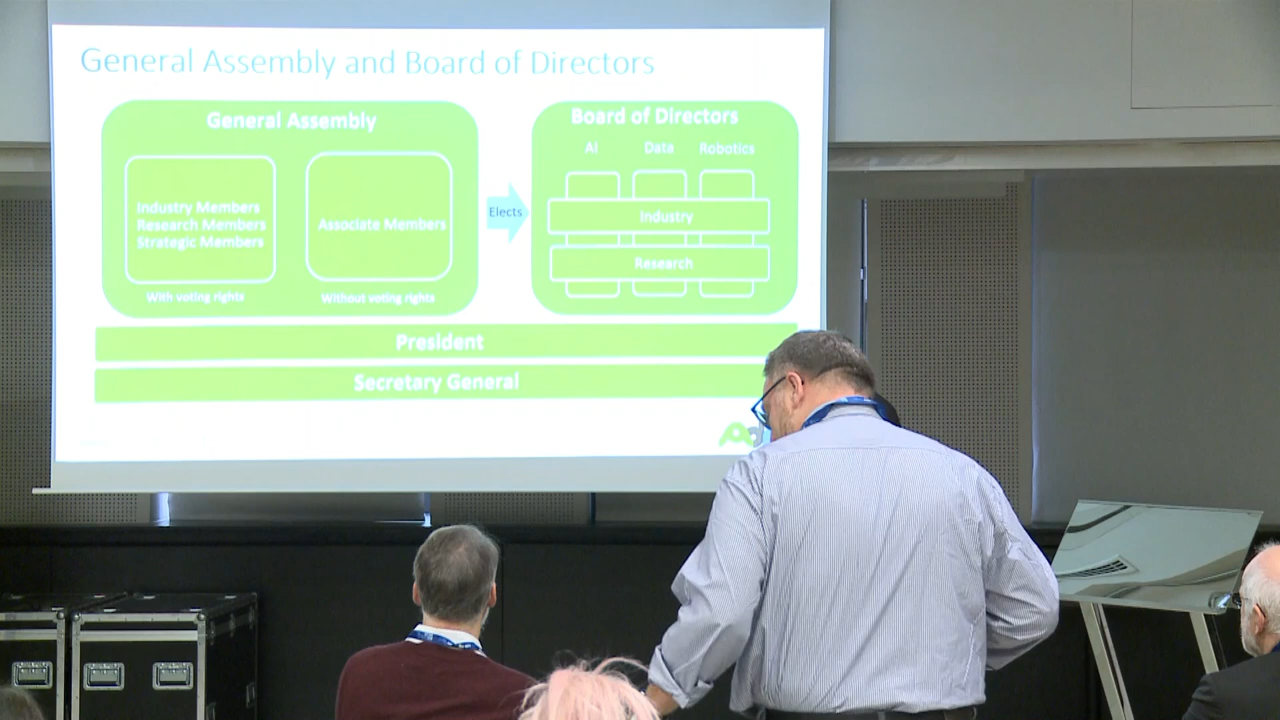 General Assembly and Board of Directors
General Assembly
Industry Members
Research Members
Strategic Members
With voting rights
Associate Members
Without voting rights
Elects
Board of Directors
AI Data Robotics
Industry
Research
President
Secretary General